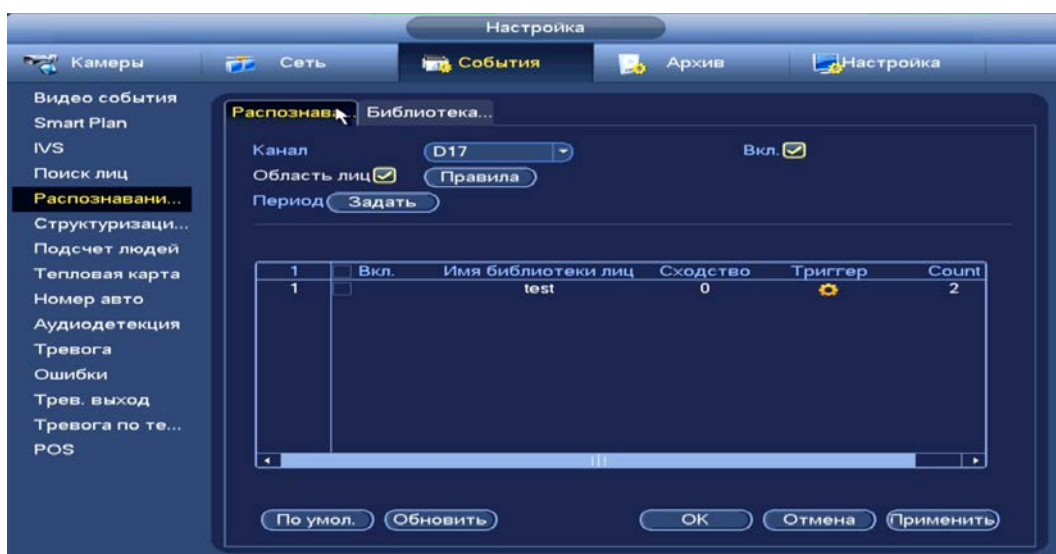 Настройка
Камеры Сеть События Архив Настройка
Видео события
Smart Plan
IVS
Поиск лиц
Распознавани...
Структуризаци...
Подсчет людей
Тепловая карта
Номер авто
Аудиодетекция
Тревога
Ошибки
Трев. выход
Тревога по те...
POS
Распознава... Библиотека...
Канал D17 Вкл.
Область лиц Правила
Период Задать
1 Вкл. Имя библиотеки лиц Сходство Триггер Count
1 test 0 2
По умол. Обновить OK Отмена Применить